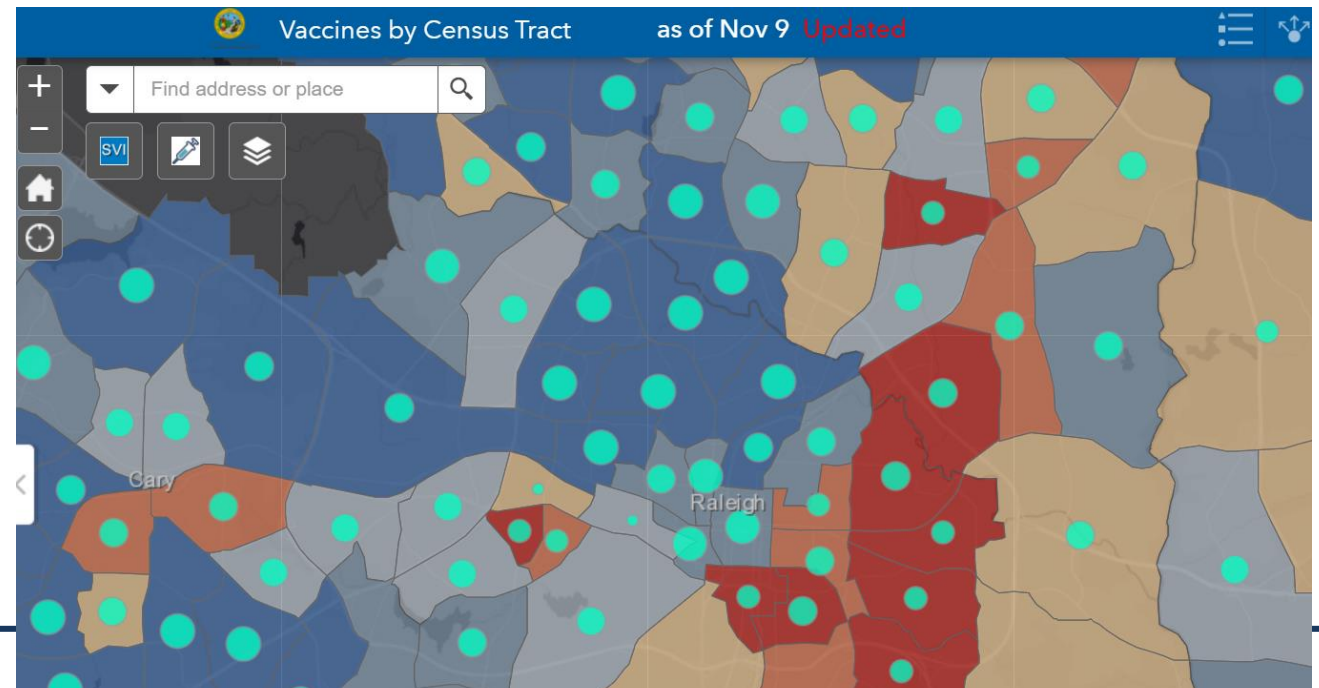 Vaccines by Census Tract as of Nov 9 Updated
+
Find address or place
−
SVI
Cary
Raleigh